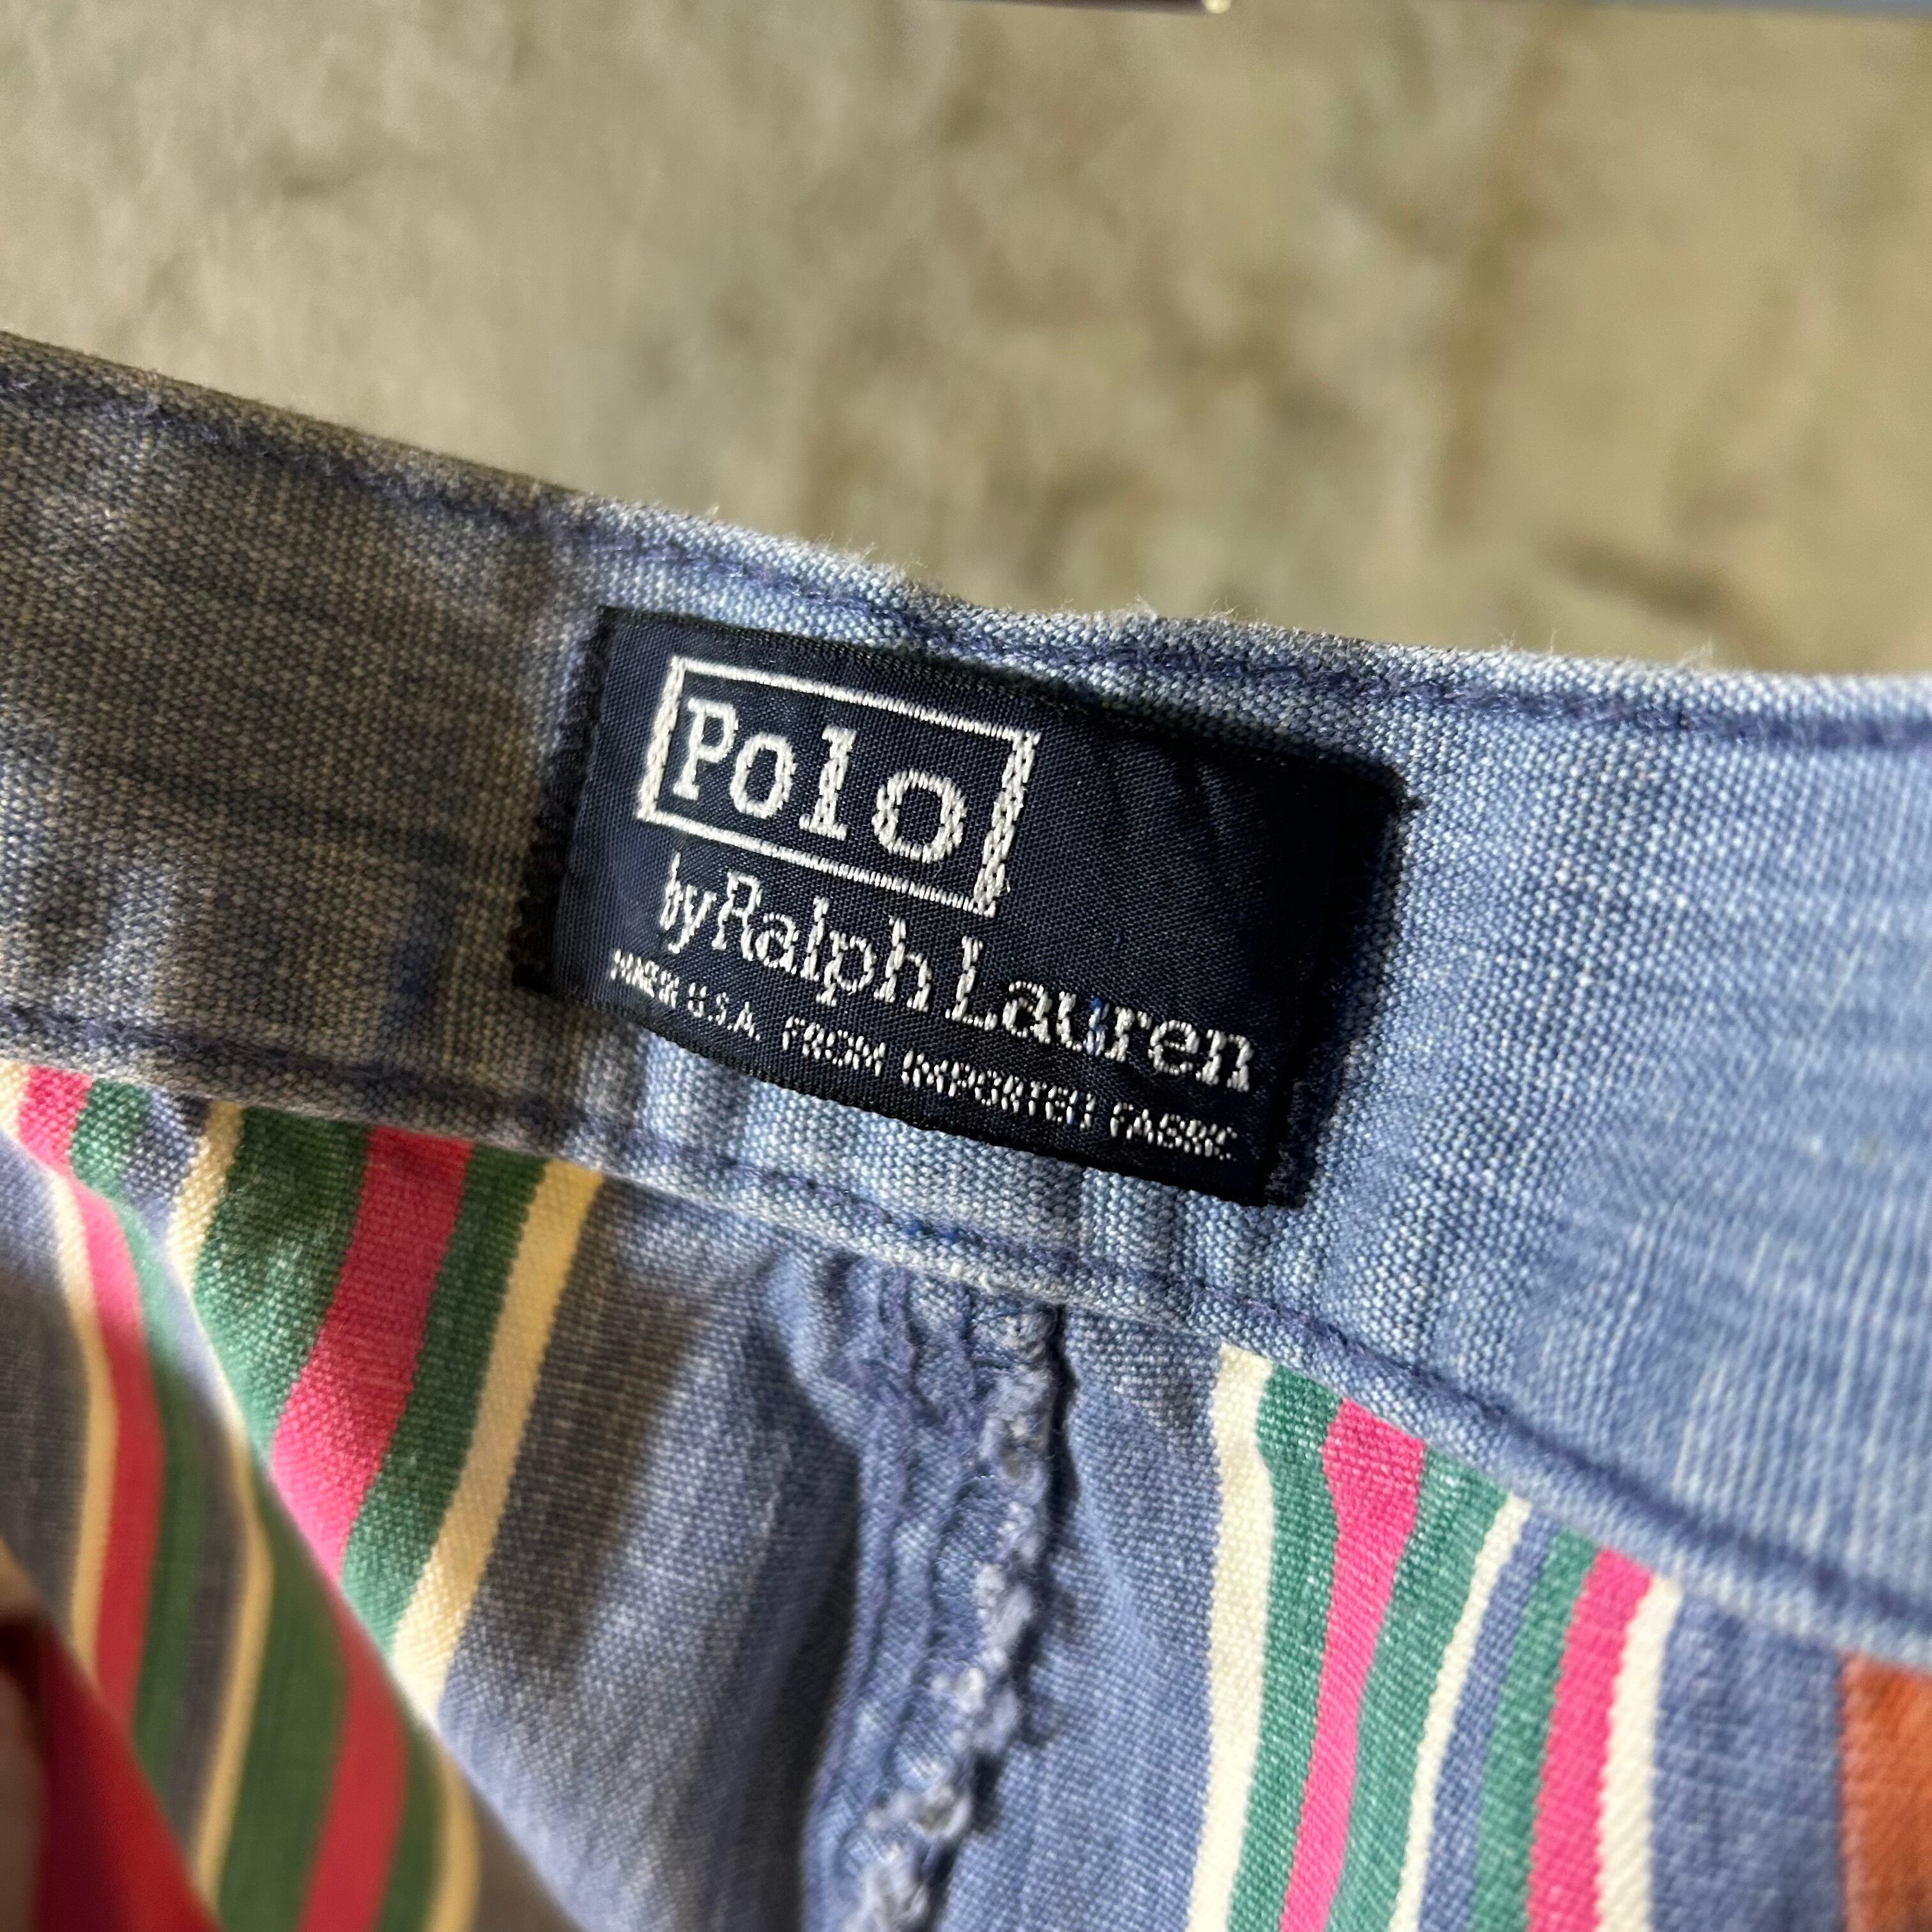 Polo
by Ralph Lauren
MADE IN U.S.A. FROM IMPORTED FABRIC